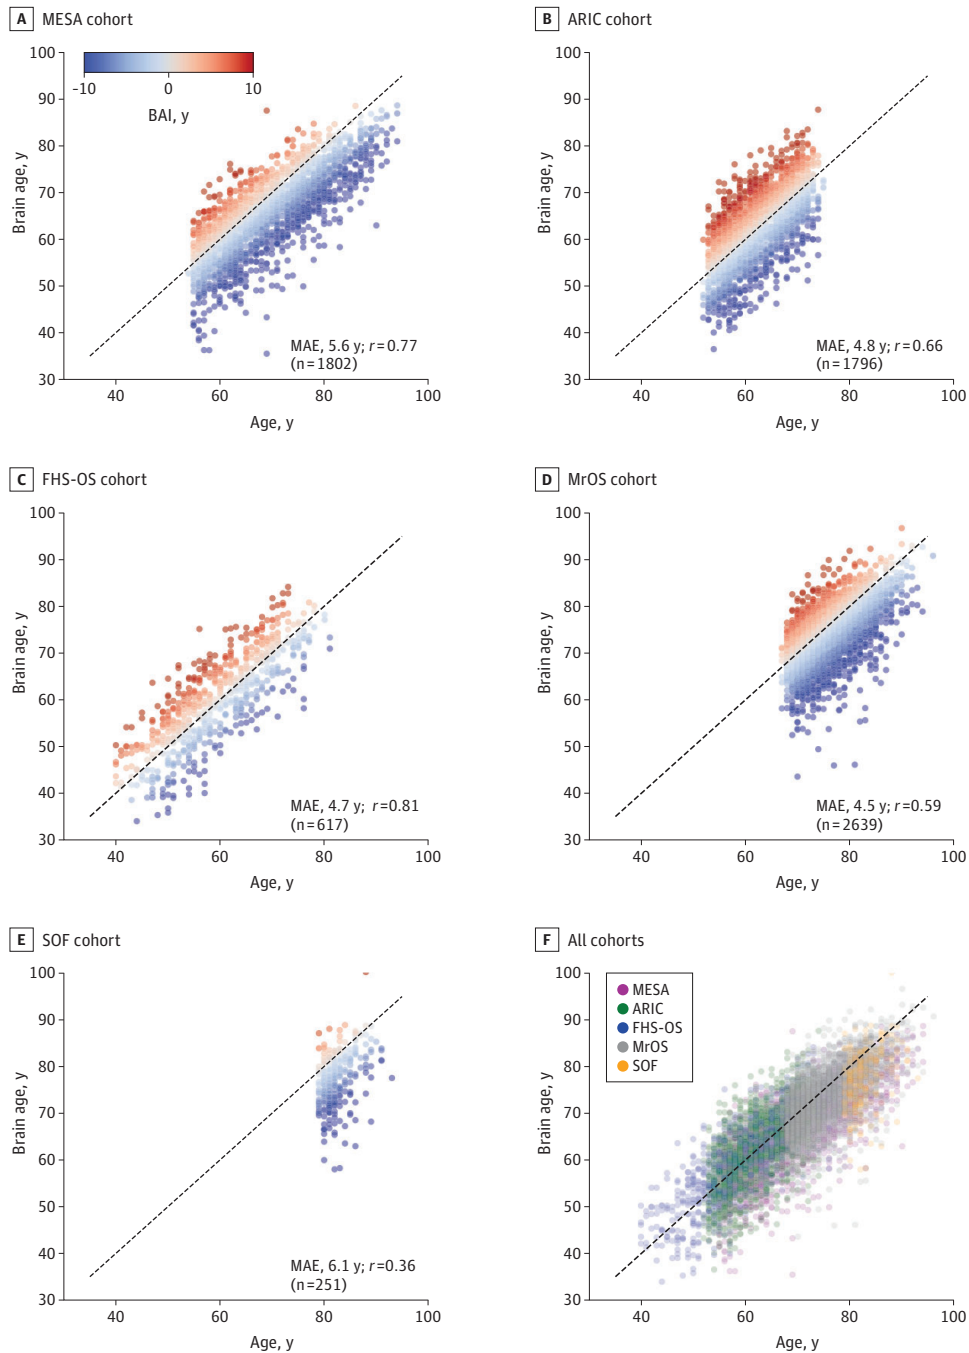 A MESA cohort
100
90
80
70
60
50
40
30
Brain age, y
-10 0 10
BAI, y
MAE, 5.6 y; r=0.77
(n=1802)
40 60 80 100
Age, y
B ARIC cohort
100
90
80
70
60
50
40
30
Brain age, y
MAE, 4.8 y; r=0.66
(n=1796)
40 60 80 100
Age, y
C FHS-OS cohort
100
90
80
70
60
50
40
30
Brain age, y
MAE, 4.7 y; r=0.81
(n=617)
40 60 80 100
Age, y
D MrOS cohort
100
90
80
70
60
50
40
30
Brain age, y
MAE, 4.5 y; r=0.59
(n=2639)
40 60 80 100
Age, y
E SOF cohort
100
90
80
70
60
50
40
30
Brain age, y
MAE, 6.1 y; r=0.36
(n=251)
40 60 80 100
Age, y
F All cohorts
100
90
80
70
60
50
40
30
Brain age, y
MESA
ARIC
FHS-OS
MrOS
SOF
40 60 80 100
Age, y